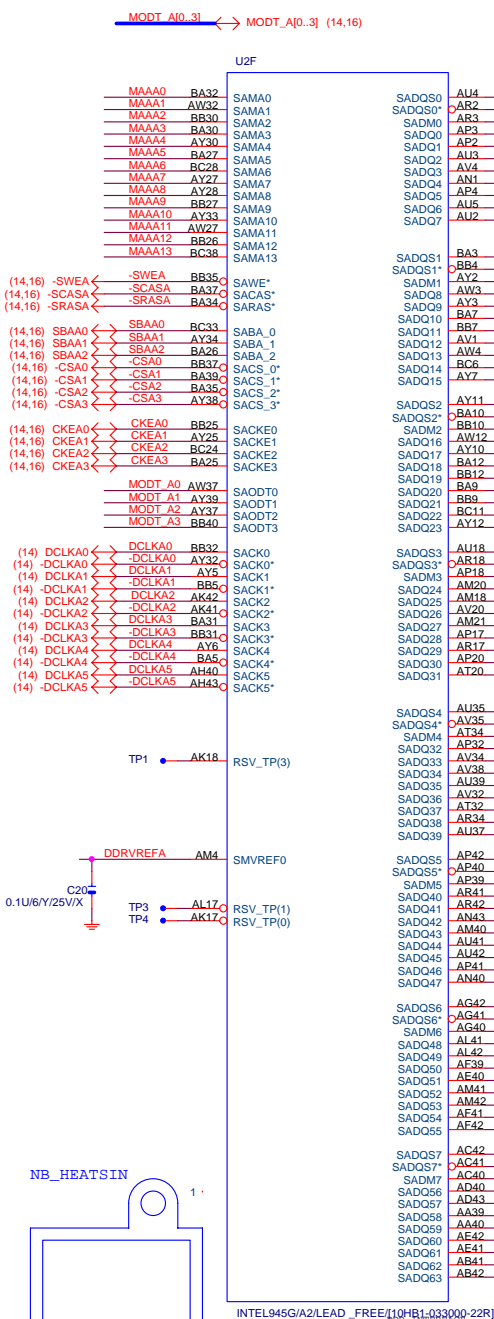 MODT_A[0..3] MODT_A[0..3] (14,16)
U2F
MAAA0 BA32 SAMA0
MAAA1 AW32 SAMA1
MAAA2 BB30 SAMA2
MAAA3 BA30 SAMA3
MAAA4 AY30 SAMA4
MAAA5 BA27 SAMA5
MAAA6 BC28 SAMA6
MAAA7 AY27 SAMA7
MAAA8 AY28 SAMA8
MAAA9 BB27 SAMA9
MAAA10 AY33 SAMA10
MAAA11 AW27 SAMA11
MAAA12 BB26 SAMA12
MAAA13 BC38 SAMA13
(14,16) -SWEA -SWEA BB35 SAWE*
(14,16) -SCASA -SCASA BA37 SACAS*
(14,16) -SRASA -SRASA BA34 SARAS*
(14,16) SBAA0 SBAA0 BC33 SABA_0
(14,16) SBAA1 SBAA1 AY34 SABA_1
(14,16) SBAA2 SBAA2 BA26 SABA_2
(14,16) -CSA0 -CSA0 BB37 SACS_0*
(14,16) -CSA1 -CSA1 BA39 SACS_1*
(14,16) -CSA2 -CSA2 BA35 SACS_2*
(14,16) -CSA3 -CSA3 AY38 SACS_3*
(14,16) CKEA0 CKEA0 BB25 SACKE0
(14,16) CKEA1 CKEA1 AY25 SACKE1
(14,16) CKEA2 CKEA2 BC24 SACKE2
(14,16) CKEA3 CKEA3 BA25 SACKE3
MODT_A0 AW37 SAODT0
MODT_A1 AY39 SAODT1
MODT_A2 AY37 SAODT2
MODT_A3 BB40 SAODT3
(14) DCLKA0 DCLKA0 BB32 SACK0
(14) -DCLKA0 -DCLKA0 AY32 SACK0*
(14) DCLKA1 DCLKA1 AY5 SACK1
(14) -DCLKA1 -DCLKA1 BB5 SACK1*
(14) DCLKA2 DCLKA2 AK42 SACK2
(14) -DCLKA2 -DCLKA2 AK41 SACK2*
(14) DCLKA3 DCLKA3 BA31 SACK3
(14) -DCLKA3 -DCLKA3 BB31 SACK3*
(14) DCLKA4 DCLKA4 AY6 SACK4
(14) -DCLKA4 -DCLKA4 BA5 SACK4*
(14) DCLKA5 DCLKA5 AH40 SACK5
(14) -DCLKA5 -DCLKA5 AH43 SACK5*
TP1 AK18 RSV_TP(3)
DDRVREFA AM4 SMVREF0
C20
0.1U/6/Y/25V/X
TP3 AL17 RSV_TP(1)
TP4 AK17 RSV_TP(0)
SADQS0 AU4
SADQS0* AR2
SADM0 AR3
SADQ0 AP3
SADQ1 AP2
SADQ2 AU3
SADQ3 AV4
SADQ4 AN1
SADQ5 AP4
SADQ6 AU5
SADQ7 AU2
SADQS1 BA3
SADQS1* BB4
SADM1 AY2
SADQ8 AW3
SADQ9 AY3
SADQ10 BA7
SADQ11 BB7
SADQ12 AV1
SADQ13 AW4
SADQ14 BC6
SADQ15 AY7
SADQS2 AY11
SADQS2* BA10
SADM2 BB10
SADQ16 AW12
SADQ17 AY10
SADQ18 BA12
SADQ19 BB12
SADQ20 BA9
SADQ21 BB9
SADQ22 BC11
SADQ23 AY12
SADQS3 AU18
SADQS3* AR18
SADM3 AP18
SADQ24 AM20
SADQ25 AM18
SADQ26 AV20
SADQ27 AM21
SADQ28 AP17
SADQ29 AR17
SADQ30 AP20
SADQ31 AT20
SADQS4 AU35
SADQS4* AV35
SADM4 AT34
SADQ32 AP32
SADQ33 AV34
SADQ34 AV38
SADQ35 AU39
SADQ36 AV32
SADQ37 AT32
SADQ38 AR34
SADQ39 AU37
SADQS5 AP42
SADQS5* AP40
SADM5 AP39
SADQ40 AR41
SADQ41 AR42
SADQ42 AN43
SADQ43 AM40
SADQ44 AU41
SADQ45 AU42
SADQ46 AP41
SADQ47 AN40
SADQS6 AG42
SADQS6* AG41
SADM6 AG40
SADQ48 AL41
SADQ49 AL42
SADQ50 AF39
SADQ51 AE40
SADQ52 AM41
SADQ53 AM42
SADQ54 AF41
SADQ55 AF42
SADQS7 AC42
SADQS7* AC41
SADM7 AC40
SADQ56 AD40
SADQ57 AD43
SADQ58 AA39
SADQ59 AA40
SADQ60 AE42
SADQ61 AE41
SADQ62 AB41
SADQ63 AB42
NB_HEATSIN
1
INTEL945G/A2/LEAD _FREE/[10HB1-033000-22R]